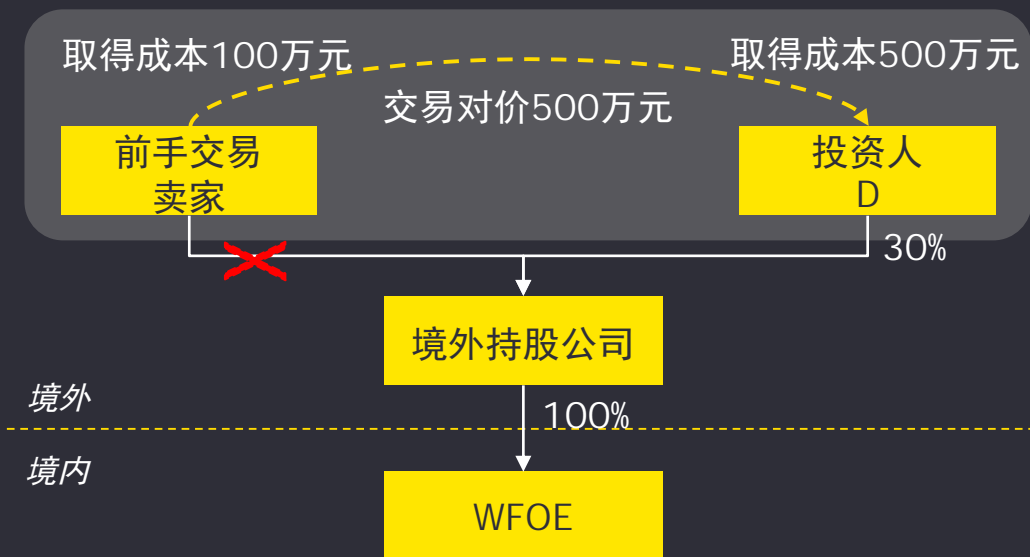 取得成本100万元
取得成本500万元
交易对价500万元
前手交易
卖家
投资人
D
30%
境外持股公司
境外
100%
境内
WFOE